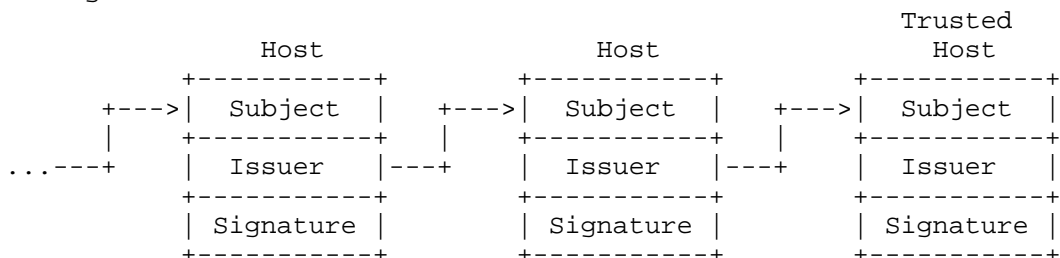 Trusted
                 Host                     Host                 Host
            +-----------+          +-----------+          +-----------+
      +--->|  Subject  |    +--->|  Subject  |    +--->|  Subject  |
      |    +-----------+    |    +-----------+    |    +-----------+
...---+    |  Issuer   |---+    |  Issuer   |---+    |  Issuer   |
            +-----------+          +-----------+          +-----------+
            | Signature |          | Signature |          | Signature |
            +-----------+          +-----------+          +-----------+